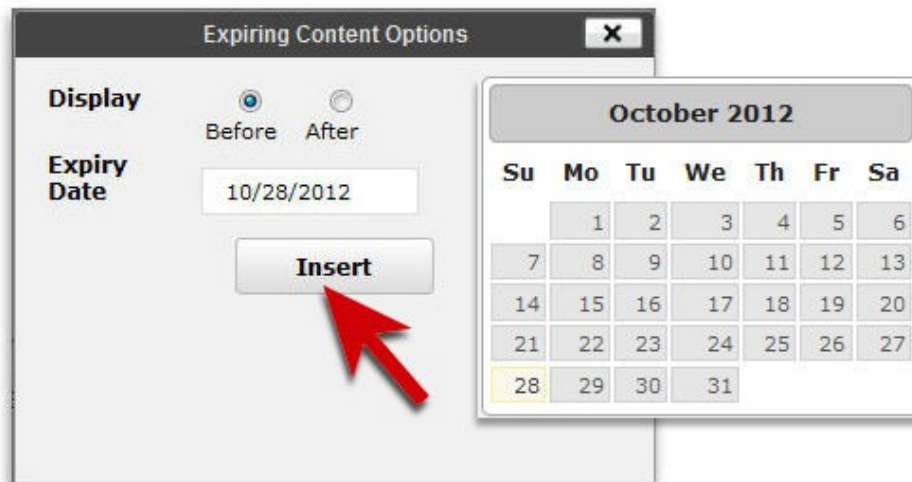 Expiring Content Options
X
Display
Before After
Expiry
Date
10/28/2012
Insert
October 2012
Su Mo Tu We Th Fr Sa
1 2 3 4 5 6
7 8 9 10 11 12 13
14 15 16 17 18 19 20
21 22 23 24 25 26 27
28 29 30 31